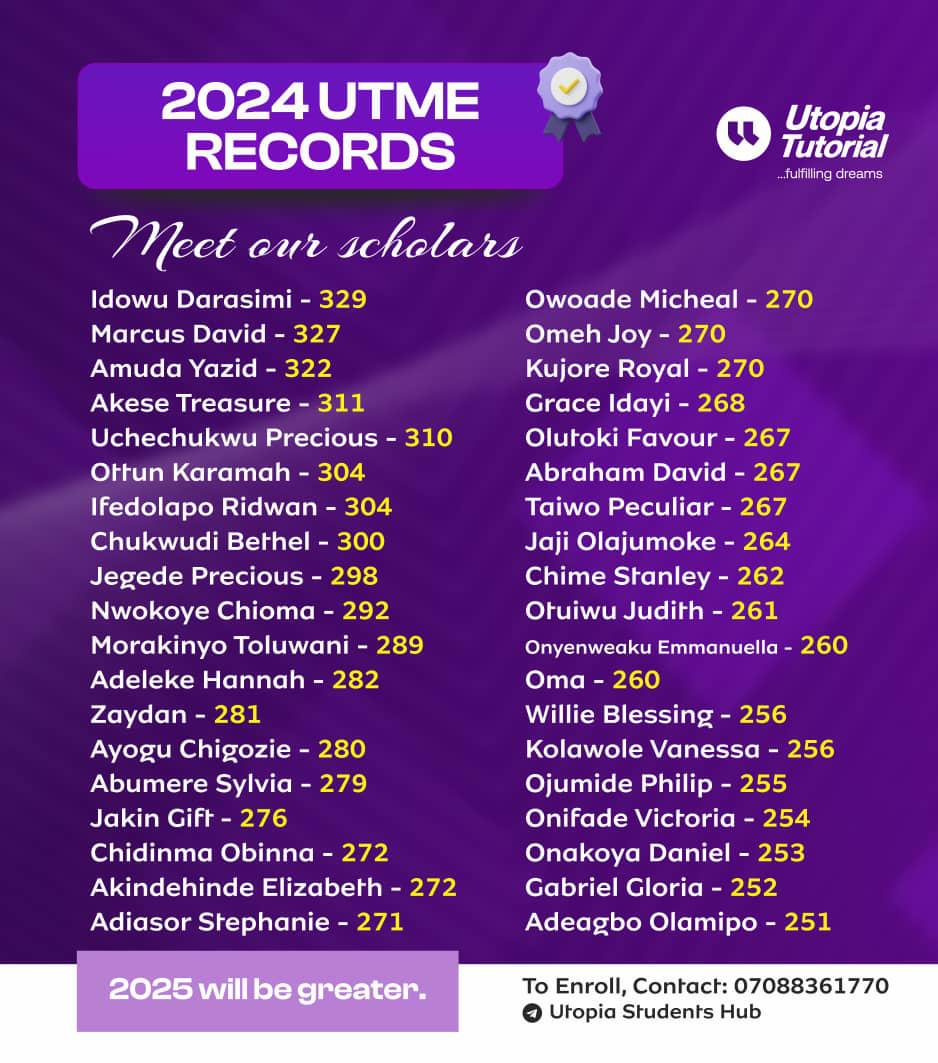 2024 UTME
RECORDS
Utopia
Tutorial
...fulfilling dreams
Meet our scholars
Idowu Darasimi - 329
Marcus David - 327
Amuda Yazid - 322
Akese Treasure - 311
Uchechukwu Precious - 310
Ottun Karamah - 304
Ifedolapo Ridwan - 304
Chukwudi Bethel - 300
Jegede Precious - 298
Nwokoye Chioma - 292
Morakinyo Toluwani - 289
Adeleke Hannah - 282
Zaydan - 281
Ayogu Chigozie - 280
Abumere Sylvia - 279
Jakin Gift - 276
Chidinma Obinna - 272
Akindehinde Elizabeth - 272
Adiasor Stephanie - 271
Owoade Micheal - 270
Omeh Joy - 270
Kujore Royal - 270
Grace Idayi - 268
Olutoki Favour - 267
Abraham David - 267
Taiwo Peculiar - 267
Jaji Olajumoke - 264
Chime Stanley - 262
Otuiwu Judith - 261
Onyenweaku Emmanuella - 260
Oma - 260
Willie Blessing - 256
Kolawole Vanessa - 256
Ojumide Philip - 255
Onifade Victoria - 254
Onakoya Daniel - 253
Gabriel Gloria - 252
Adeagbo Olamipo - 251
2025 will be greater.
To Enroll, Contact: 07088361770
Utopia Students Hub